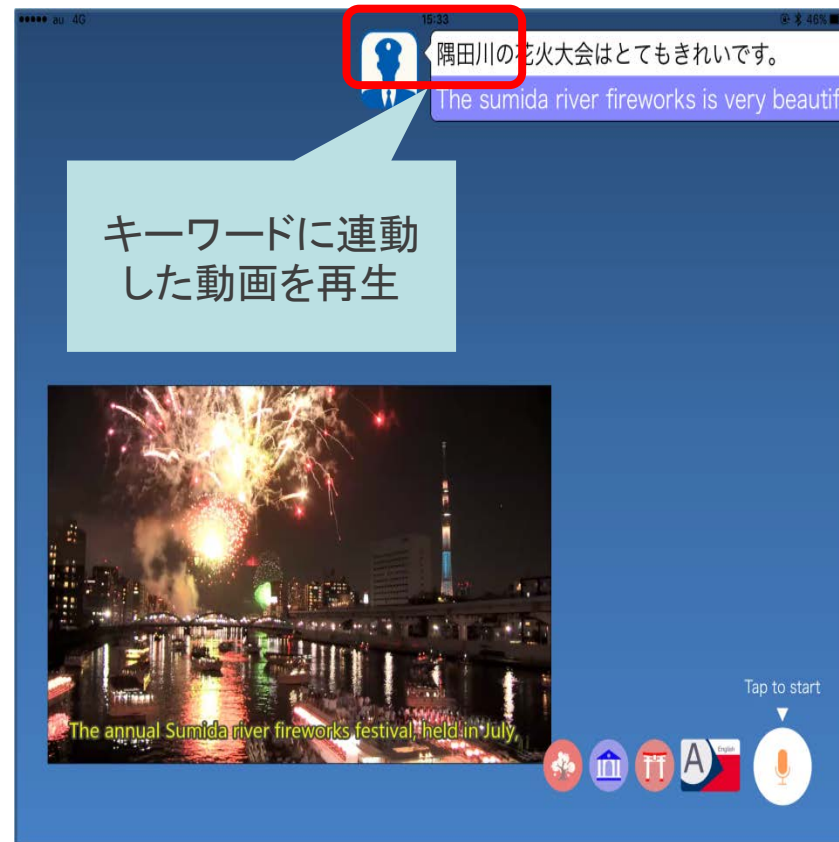 au 4G
15:33
46%
隅田川の花火大会はとてもきれいです。
The sumida river fireworks is very beautif
キーワードに連動
した動画を再生
The annual Sumida river fireworks festival, held in July,
Tap to start
A
English